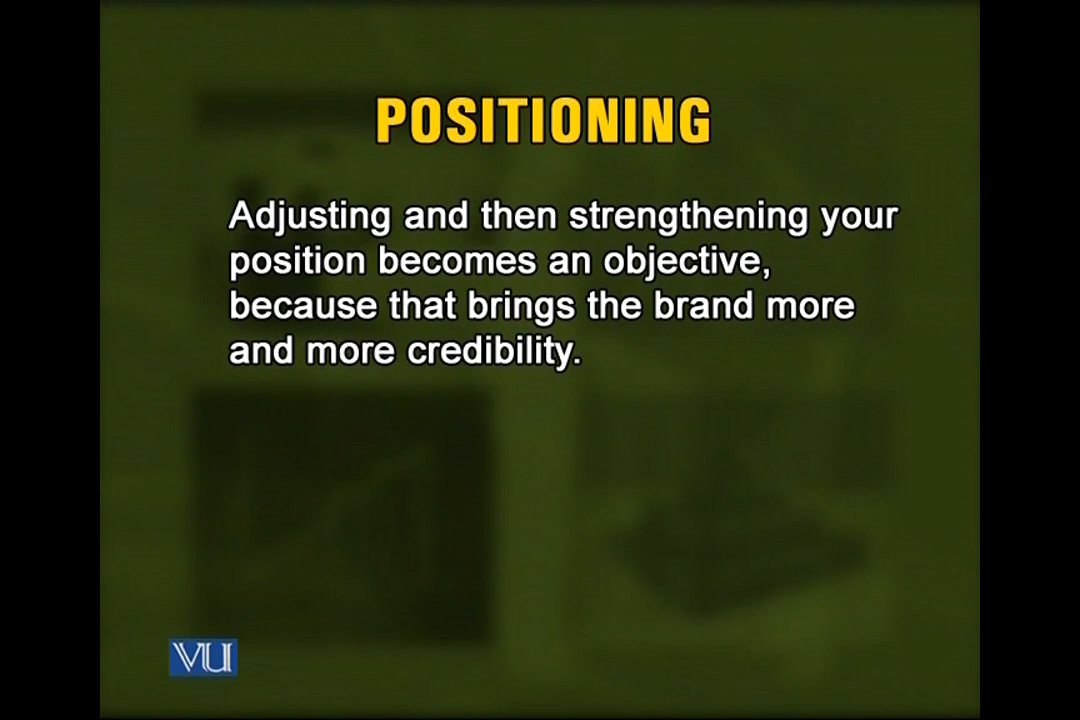 POSITIONING
Adjusting and then strengthening your
position becomes an objective,
because that brings the brand more
and more credibility.
VU